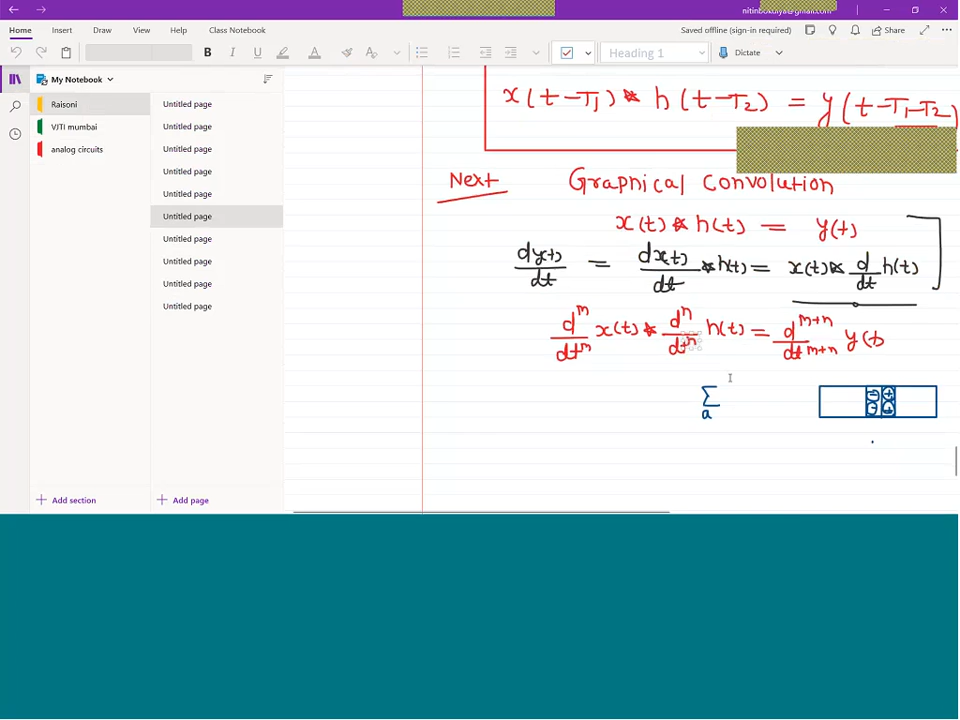 nitinbokulya@gmail.com
Home Insert Draw View Help Class Notebook
Saved offline (sign-in required) Share
B I U A Heading 1 Dictate
My Notebook
Raisoni
VJTI mumbai
analog circuits
Add section
Untitled page
Untitled page
Untitled page
Untitled page
Untitled page
Untitled page
Untitled page
Untitled page
Untitled page
Untitled page
Add page
x(t-T1) * h(t-T2) = y(t-T1-T2)
Next Graphical Convolution
x(t) * h(t) = y(t)
dy(t)/dt = dx(t)/dt * h(t) = x(t) * d/dt h(t)
d^m/dt^m x(t) * d^n/dt^n h(t) = d^m+n/dt^m+n y(t)
Σ a